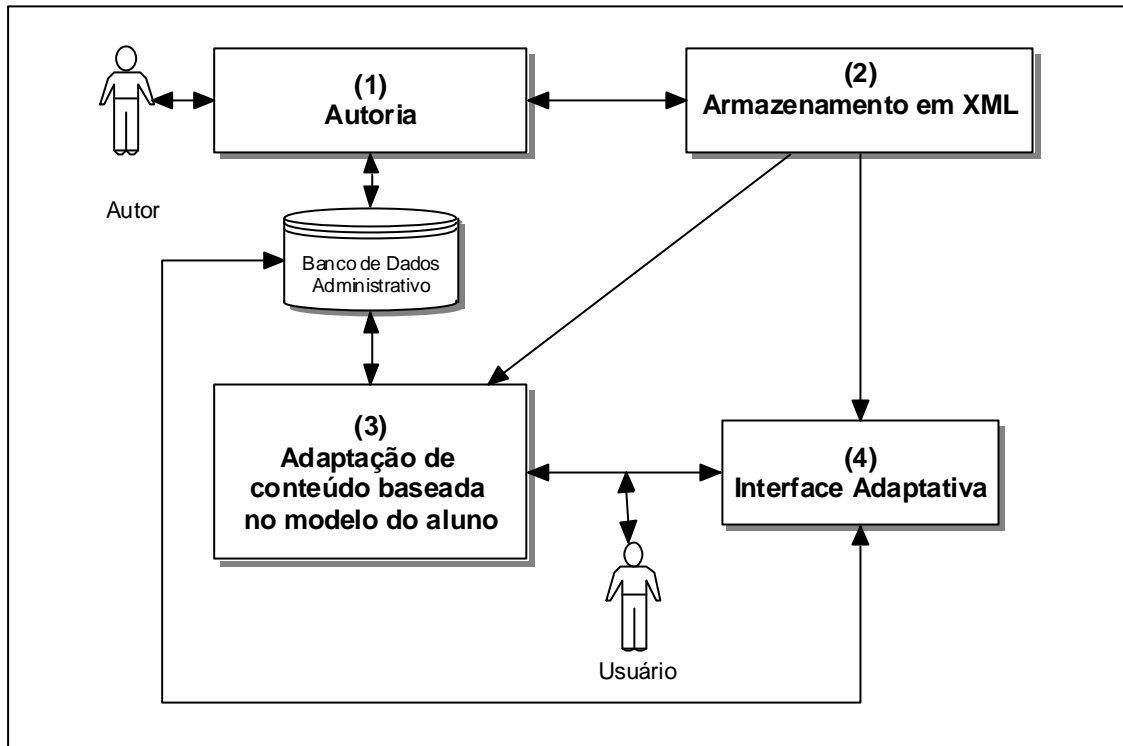 (1)
Autoria
(2)
Armazenamento em XML
Autor
Banco de Dados
Administrativo
(3)
Adaptação de
conteúdo baseada
no modelo do aluno
(4)
Interface Adaptativa
Usuário